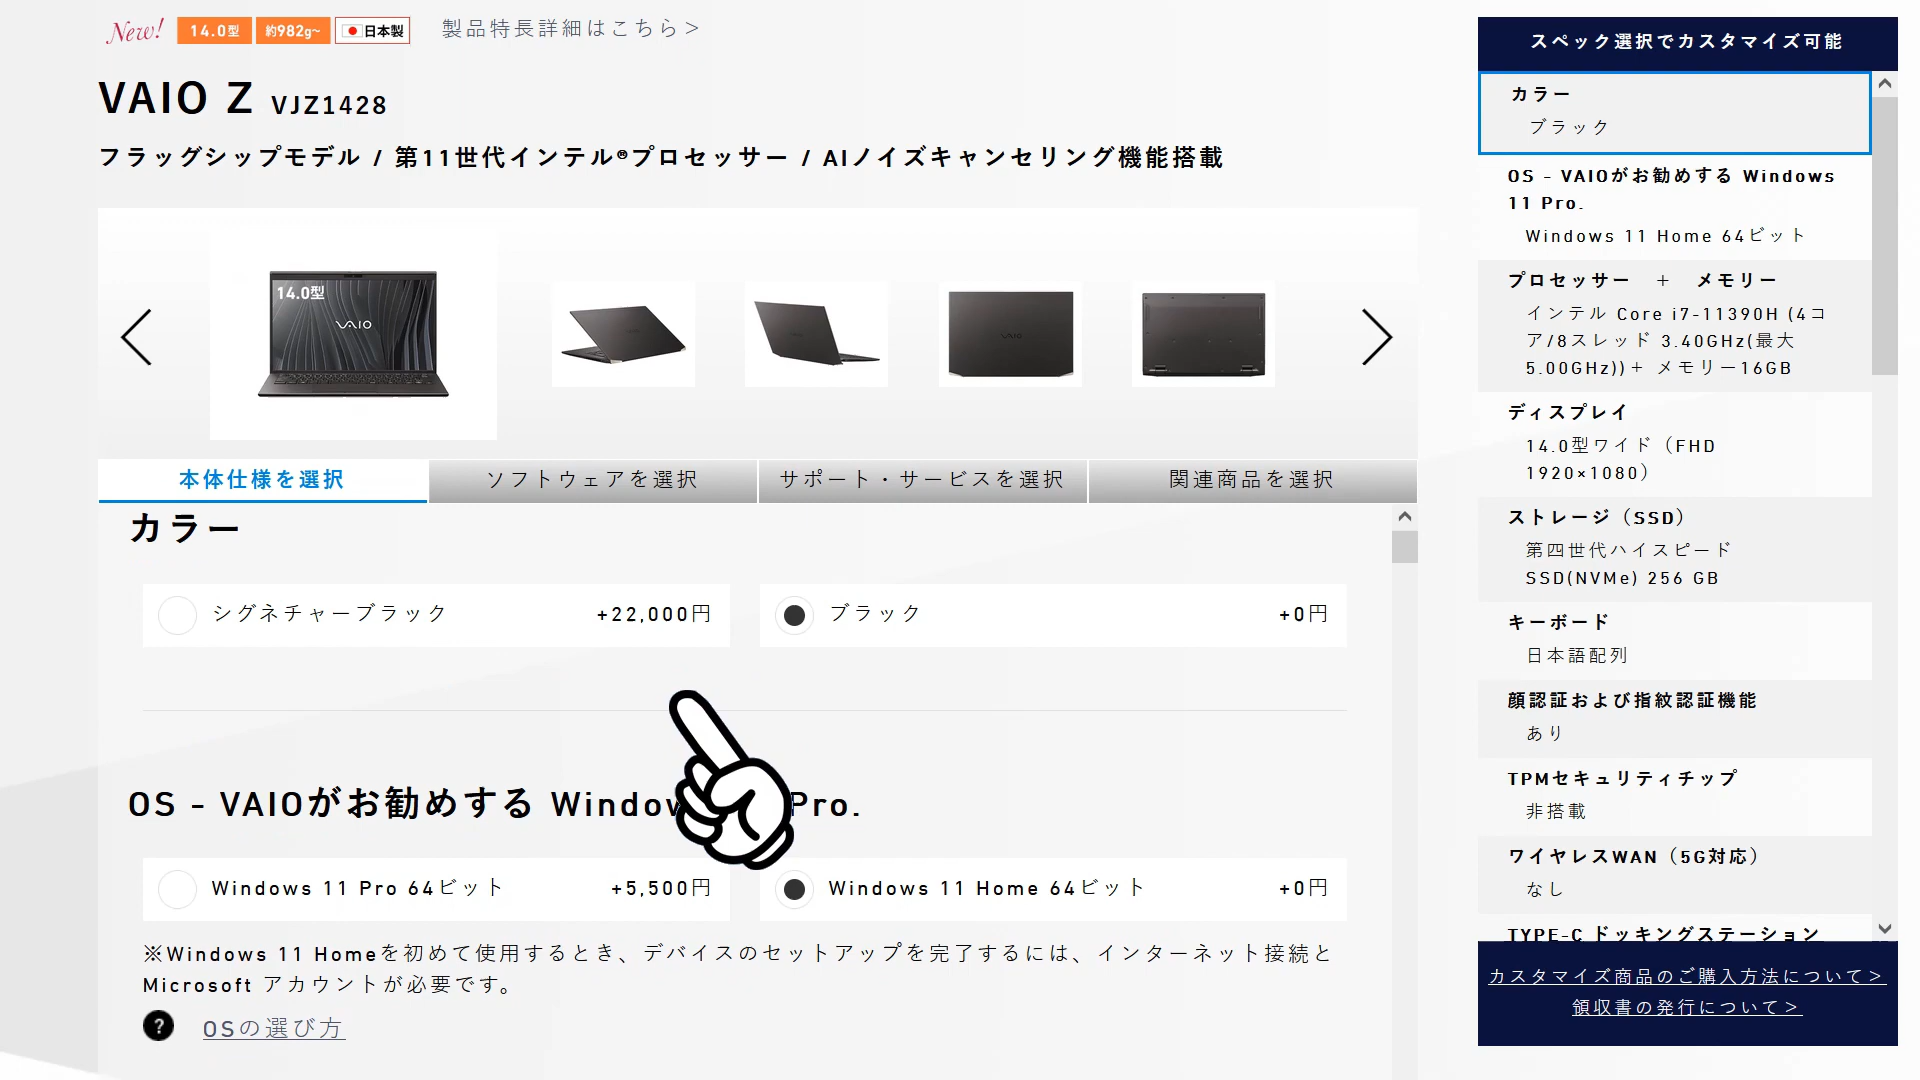 New! 14.0型 約982g~ 日本製 製品特長詳細はこちら＞
VAIO Z VJZ1428
フラッグシップモデル / 第11世代インテル®プロセッサー / AIノイズキャンセリング機能搭載
14.0型
VAIO
本体仕様を選択 ソフトウェアを選択 サポート・サービスを選択 関連商品を選択
カラー
シグネチャーブラック +22,000円 ブラック +0円
OS - VAIOがお勧めする Window Pro.
Windows 11 Pro 64ビット +5,500円 Windows 11 Home 64ビット +0円
※Windows 11 Homeを初めて使用するとき、デバイスのセットアップを完了するには、インターネット接続と
Microsoft アカウントが必要です。
? OSの選び方
スペック選択でカスタマイズ可能
カラー
ブラック
OS - VAIOがお勧めする Windows
11 Pro.
Windows 11 Home 64ビット
プロセッサー ＋ メモリー
インテル Core i7-11390H (4コ
ア/8スレッド 3.40GHz(最大
5.00GHz))＋ メモリー16GB
ディスプレイ
14.0型ワイド（FHD
1920×1080）
ストレージ（SSD）
第四世代ハイスピード
SSD(NVMe) 256 GB
キーボード
日本語配列
顔認証および指紋認証機能
あり
TPMセキュリティチップ
非搭載
ワイヤレスWAN（5G対応）
なし
TYPE-C ドッキングステーション
カスタマイズ商品のご購入方法について＞
領収書の発行について＞